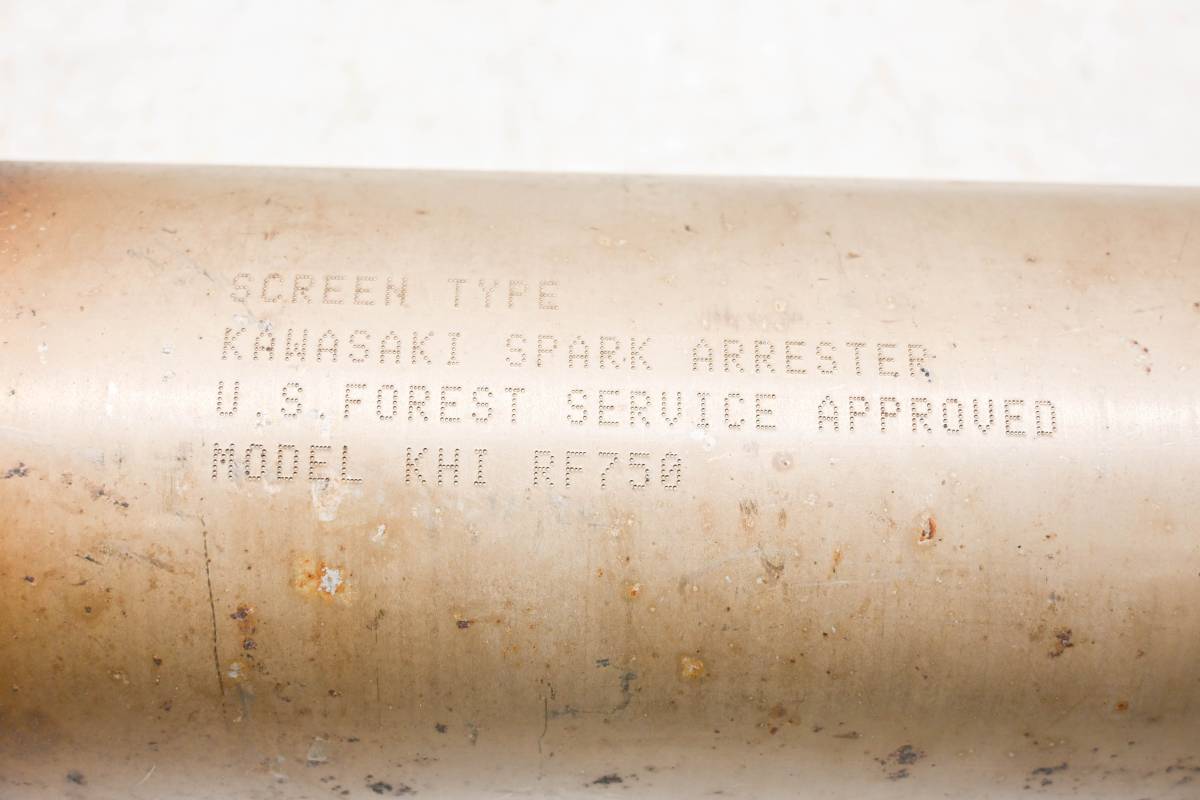 SCREEN TYPE
KAWASAKI SPARK ARRESTER
U.S.FOREST SERVICE APPROVED
MODEL KHI RF750